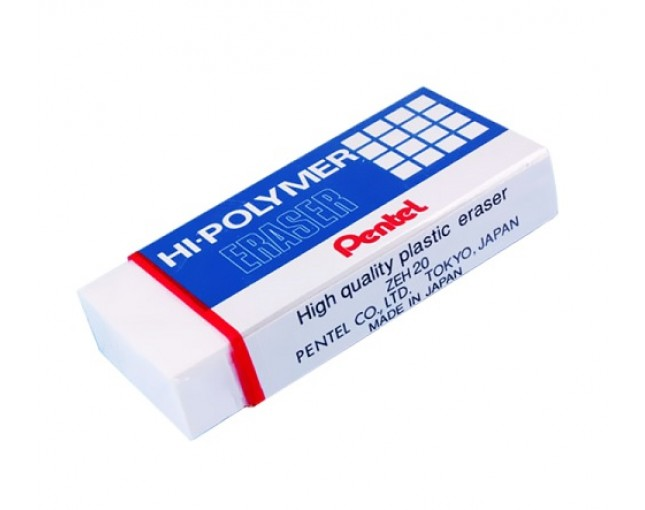 HI-POLYMER
ERASER
Pentel
High quality plastic eraser
ZEH 20
PENTEL CO., LTD. TOKYO, JAPAN
MADE IN JAPAN